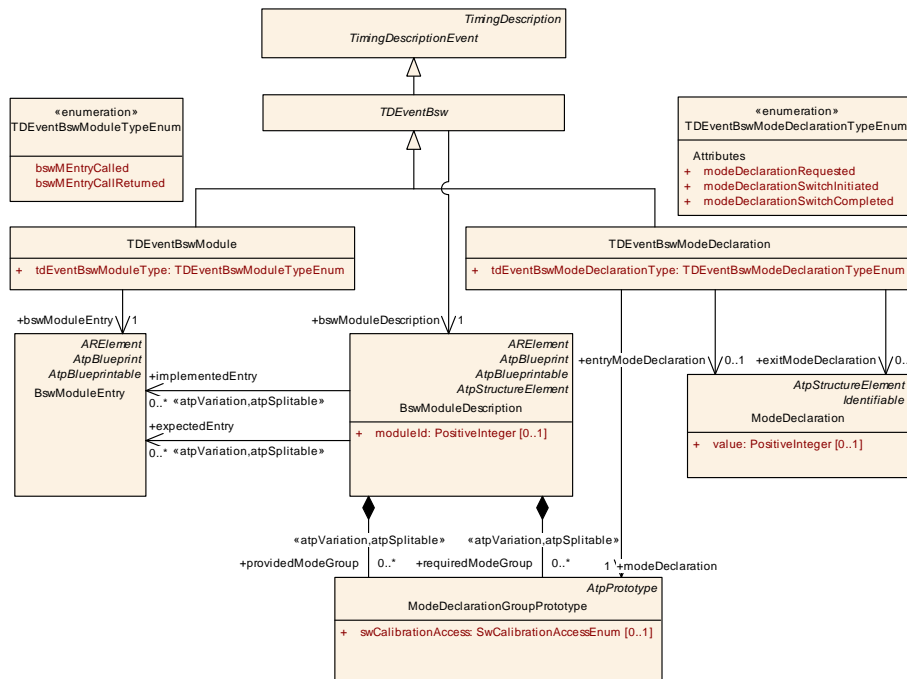 TimingDescription
TimingDescriptionEvent
TDEventBsw
«enumeration»
TDEventBswModuleTypeEnum
bswMEntryCalled
bswMEntryCallReturned
«enumeration»
TDEventBswModeDeclarationTypeEnum
Attributes
+ modeDeclarationRequested
+ modeDeclarationSwitchInitiated
+ modeDeclarationSwitchCompleted
TDEventBswModule
+ tdEventBswModuleType: TDEventBswModuleTypeEnum
TDEventBswModeDeclaration
+ tdEventBswModeDeclarationType: TDEventBswModeDeclarationTypeEnum
+bswModuleEntry 1
+bswModuleDescription 1
+entryModeDeclaration 0..1
+exitModeDeclaration 0..
ARElement
AtpBlueprint
AtpBlueprintable
BswModuleEntry
+implementedEntry
0..* «atpVariation,atpSplitable»
+expectedEntry
0..* «atpVariation,atpSplitable»
ARElement
AtpBlueprint
AtpBlueprintable
AtpStructureElement
BswModuleDescription
+ moduleId: PositiveInteger [0..1]
AtpStructureElement
Identifiable
ModeDeclaration
+ value: PositiveInteger [0..1]
«atpVariation,atpSplitable» «atpVariation,atpSplitable»
+providedModeGroup 0..* +requiredModeGroup 0..* 1 +modeDeclaration
AtpPrototype
ModeDeclarationGroupPrototype
+ swCalibrationAccess: SwCalibrationAccessEnum [0..1]